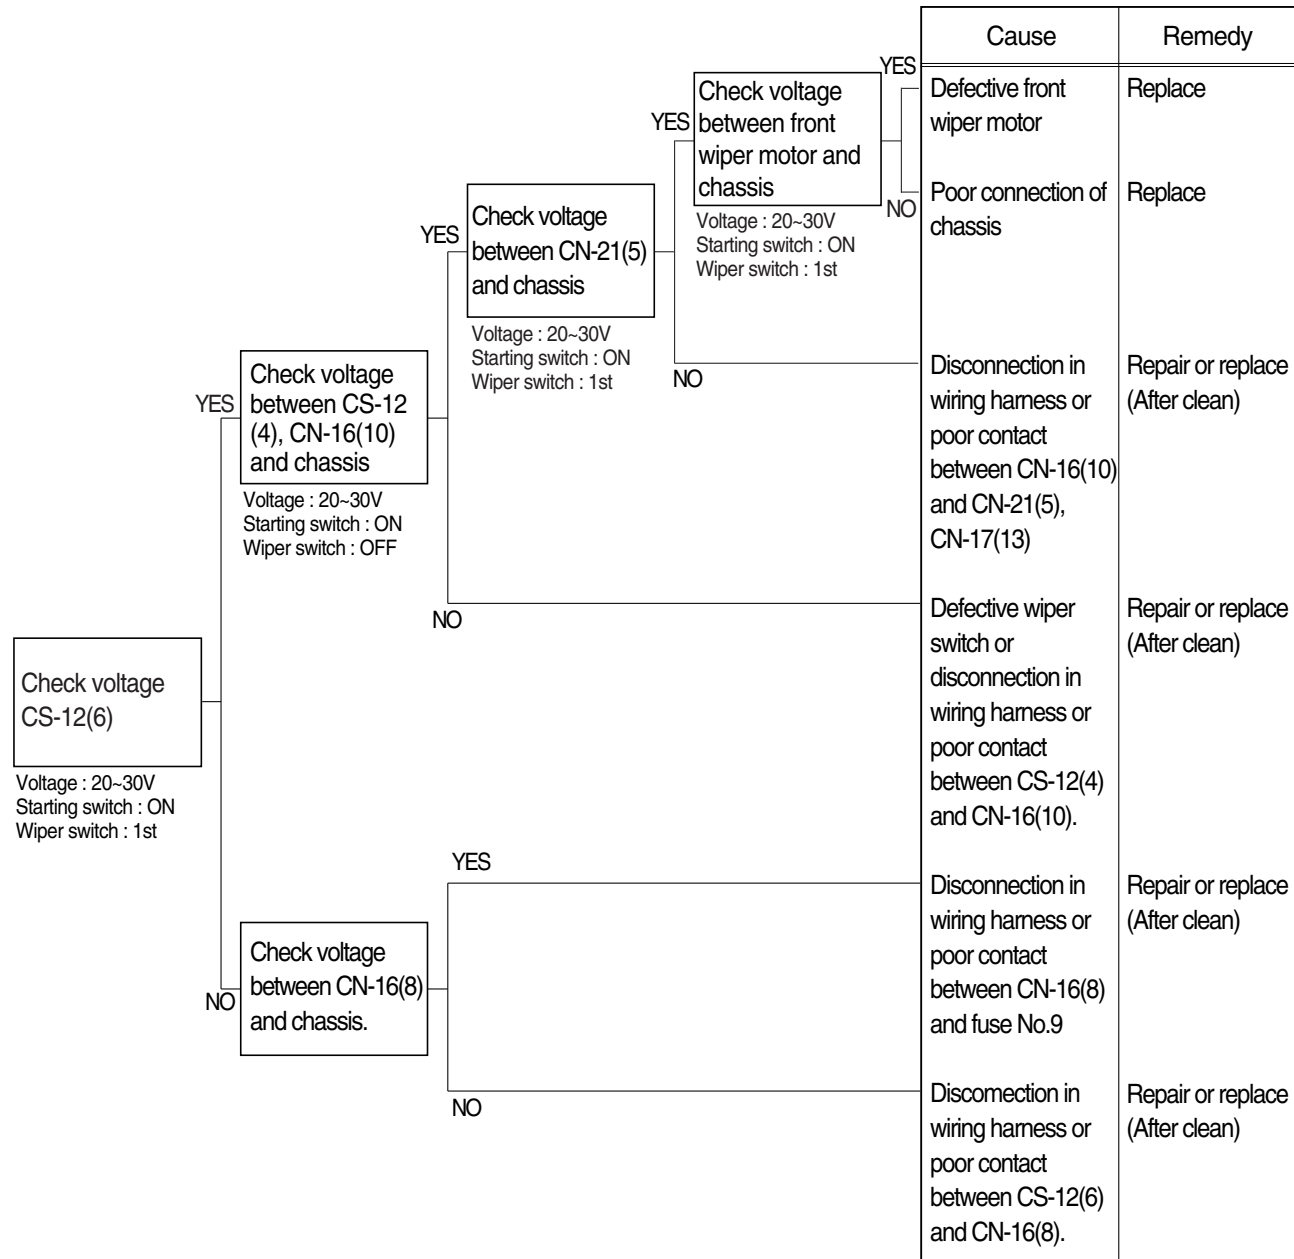 Cause
Remedy
YES
Defective front
wiper motor
Replace
Check voltage
between front
wiper motor and
chassis
YES
NO
Poor connection of
chassis
Replace
Voltage : 20~30V
Starting switch : ON
Wiper switch : 1st
Check voltage
between CN-21(5)
and chassis
YES
Voltage : 20~30V
Starting switch : ON
Wiper switch : 1st
NO
Disconnection in
wiring harness or
poor contact
between CN-16(10)
and CN-21(5),
CN-17(13)
Repair or replace
(After clean)
Check voltage
between CS-12
(4), CN-16(10)
and chassis
YES
Voltage : 20~30V
Starting switch : ON
Wiper switch : OFF
NO
Defective wiper
switch or
disconnection in
wiring harness or
poor contact
between CS-12(4)
and CN-16(10).
Repair or replace
(After clean)
Check voltage
CS-12(6)
Voltage : 20~30V
Starting switch : ON
Wiper switch : 1st
YES
Disconnection in
wiring harness or
poor contact
between CN-16(8)
and fuse No.9
Repair or replace
(After clean)
NO
Check voltage
between CN-16(8)
and chassis.
NO
Discomection in
wiring harness or
poor contact
between CS-12(6)
and CN-16(8).
Repair or replace
(After clean)